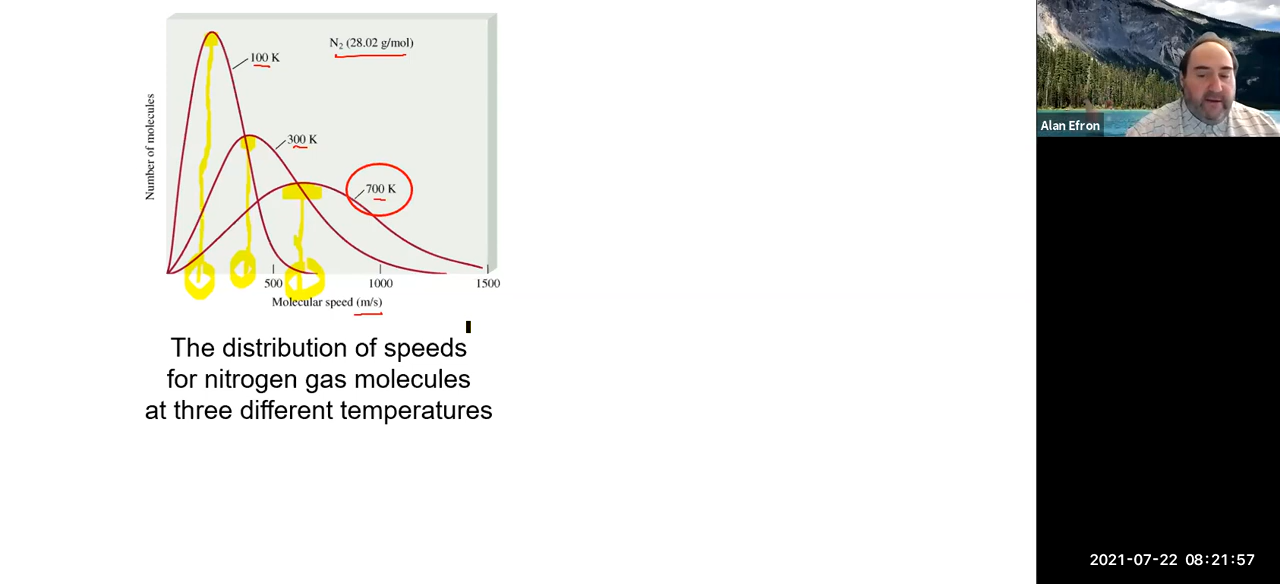 N₂ (28.02 g/mol)
100 K
300 K
700 K
Number of molecules
500
1000
1500
Molecular speed (m/s)
The distribution of speeds
for nitrogen gas molecules
at three different temperatures
Alan Efron
2021-07-22 08:21:57